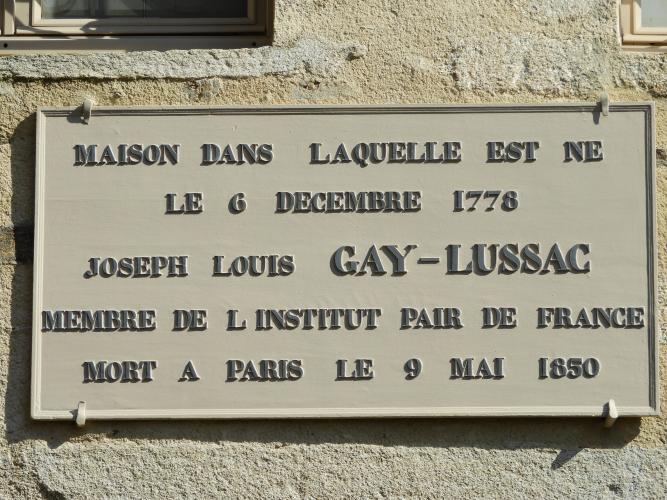 MAISON DANS LAQUELLE EST NE
LE 6 DECEMBRE 1778
JOSEPH LOUIS GAY-LUSSAC
MEMBRE DE L INSTITUT PAIR DE FRANCE
MORT A PARIS LE 9 MAI 1850